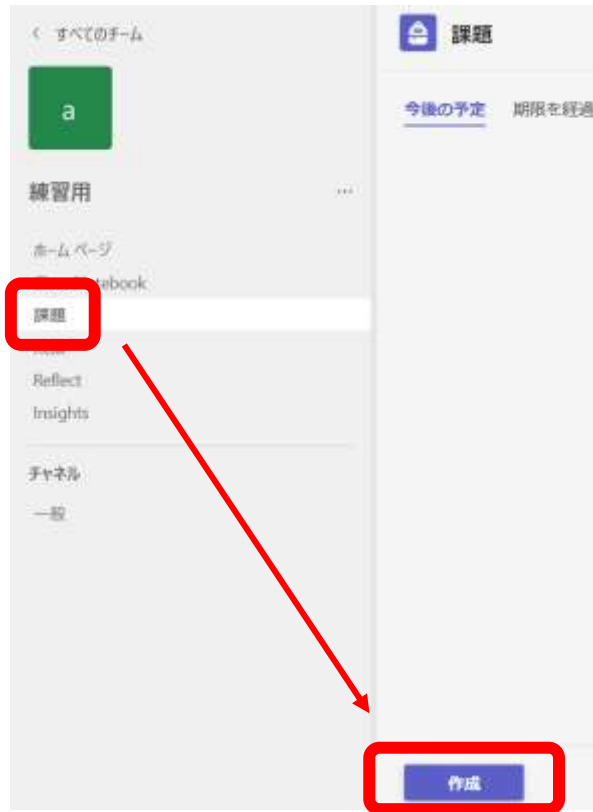 すべてのチーム
a
練習用
ホーム ページ
tebook
課題
Reflect
Insights
チャネル
一般
課題
今後の予定 期限を経過
作成